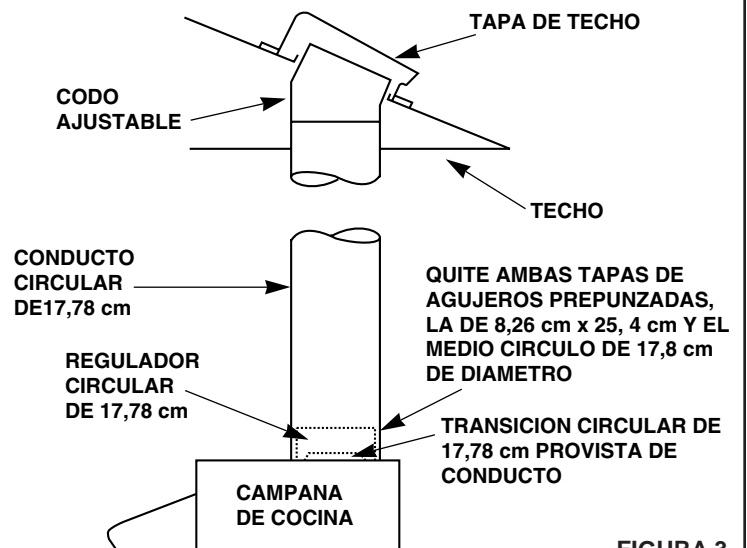 TAPA DE TECHO
CODO
AJUSTABLE
TECHO
CONDUCTO
CIRCULAR
DE17,78 cm
QUITE AMBAS TAPAS DE
AGUJEROS PREPUNZADAS,
LA DE 8,26 cm x 25, 4 cm Y EL
MEDIO CIRCULO DE 17,8 cm
DE DIAMETRO
REGULADOR
CIRCULAR
DE 17,78 cm
TRANSICION CIRCULAR DE
17,78 cm PROVISTA DE
CONDUCTO
CAMPANA
DE COCINA
FIGURA 3